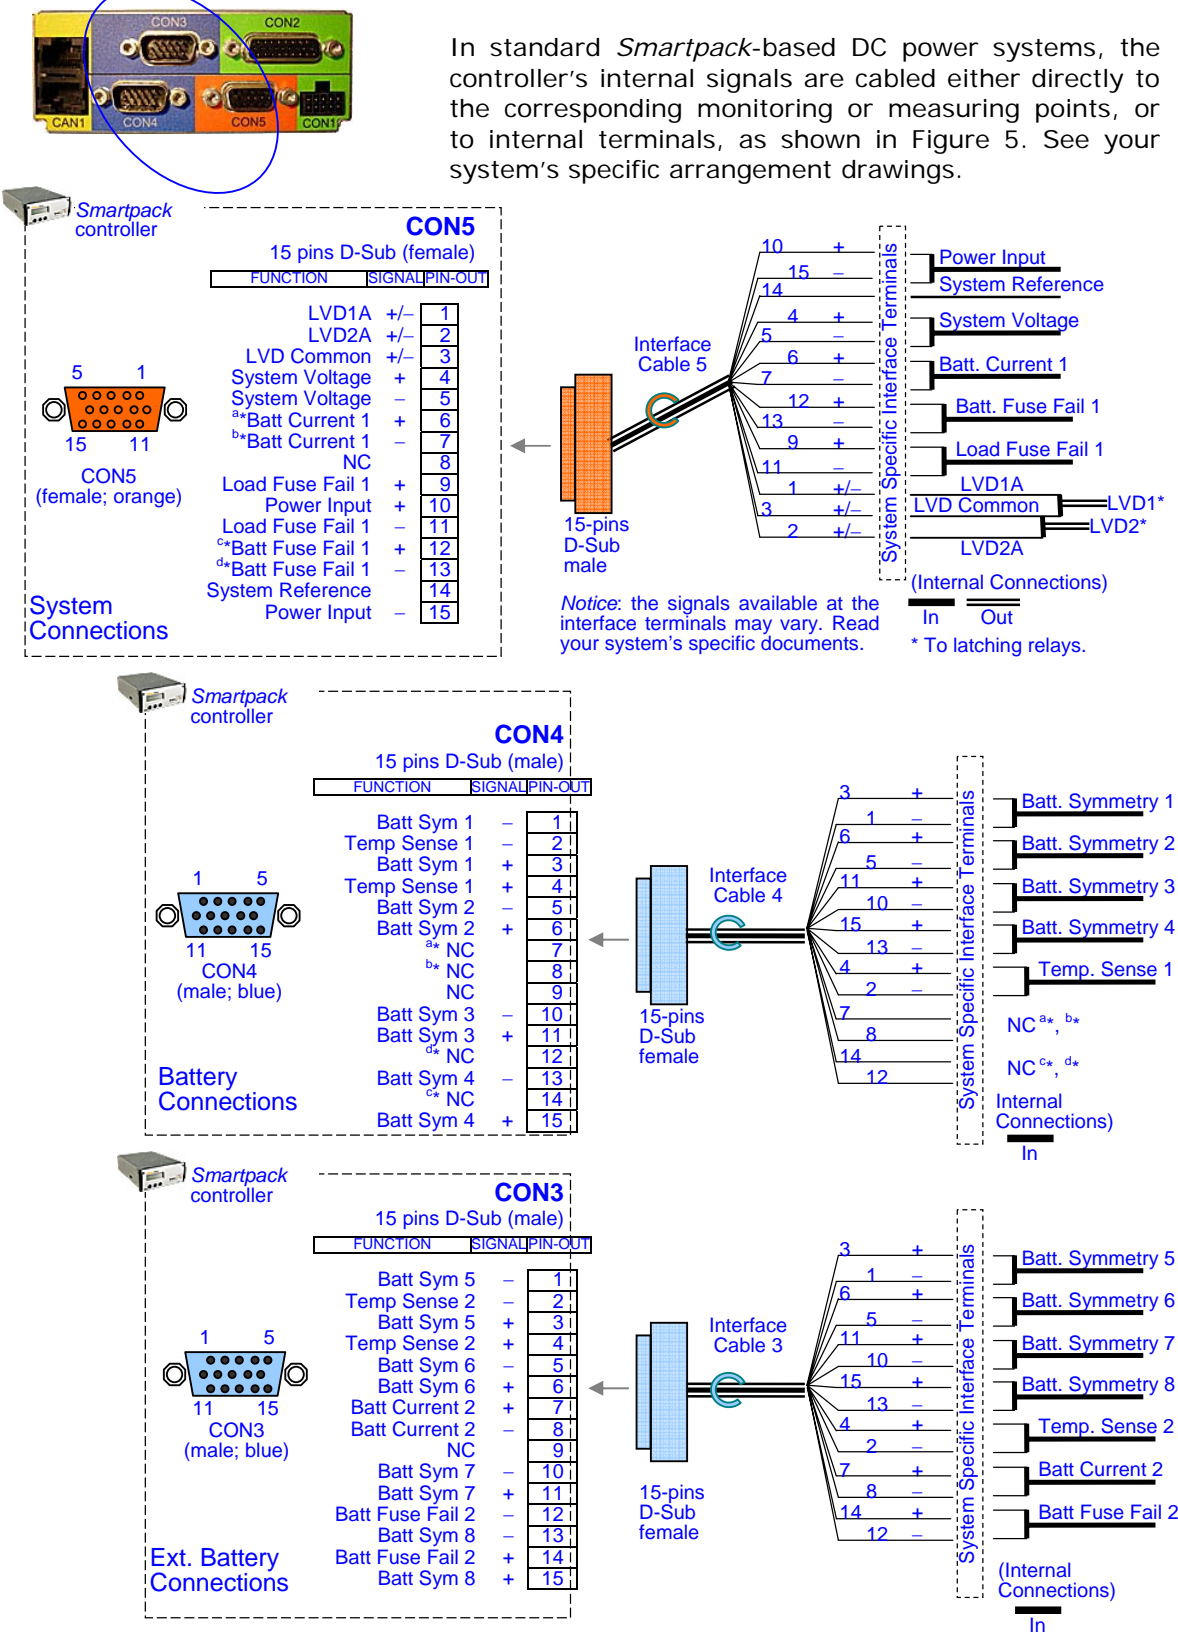 CON3
CON2
CAN1
CON4
CON5
CON1
In standard Smartpack-based DC power systems, the
controller's internal signals are cabled either directly to
the corresponding monitoring or measuring points, or
to internal terminals, as shown in Figure 5. See your
system's specific arrangement drawings.
Smartpack
controller
CON5
15 pins D-Sub (female)
FUNCTION SIGNAL PIN-OUT
LVD1A +/– 1
LVD2A +/– 2
LVD Common +/– 3
System Voltage + 4
System Voltage – 5
a*Batt Current 1 + 6
b*Batt Current 1 – 7
NC 8
Load Fuse Fail 1 + 9
Power Input + 10
Load Fuse Fail 1 – 11
c*Batt Fuse Fail 1 + 12
d*Batt Fuse Fail 1 – 13
System Reference 14
Power Input – 15
5 1
15 11
CON5
(female; orange)
System
Connections
Interface
Cable 5
15-pins
D-Sub
male
10 +
15 –
14
4 +
5 –
6 +
7 –
12 +
13 –
9 +
11 –
1 +/–
3 +/–
2 +/–
System Specific Interface Terminals
Power Input
System Reference
System Voltage
Batt. Current 1
Batt. Fuse Fail 1
Load Fuse Fail 1
LVD1A
LVD Common
LVD1*
LVD2*
LVD2A
(Internal Connections)
In Out
* To latching relays.
Notice: the signals available at the
interface terminals may vary. Read
your system's specific documents.
Smartpack
controller
CON4
15 pins D-Sub (male)
FUNCTION SIGNAL PIN-OUT
Batt Sym 1 – 1
Temp Sense 1 – 2
Batt Sym 1 + 3
Temp Sense 1 + 4
Batt Sym 2 – 5
Batt Sym 2 + 6
a* NC 7
b* NC 8
NC 9
Batt Sym 3 – 10
Batt Sym 3 + 11
d* NC 12
Batt Sym 4 – 13
c* NC 14
Batt Sym 4 + 15
1 5
11 15
CON4
(male; blue)
Battery
Connections
Interface
Cable 4
15-pins
D-Sub
female
3 +
1 –
6 +
5 –
11 +
10 –
15 +
13 –
4 +
2 –
7
8
14
12
System Specific Interface Terminals
Batt. Symmetry 1
Batt. Symmetry 2
Batt. Symmetry 3
Batt. Symmetry 4
Temp. Sense 1
NC a*, b*
NC c*, d*
Internal
Connections)
In
Smartpack
controller
CON3
15 pins D-Sub (male)
FUNCTION SIGNAL PIN-OUT
Batt Sym 5 – 1
Temp Sense 2 – 2
Batt Sym 5 + 3
Temp Sense 2 + 4
Batt Sym 6 – 5
Batt Sym 6 + 6
Batt Current 2 + 7
Batt Current 2 – 8
NC 9
Batt Sym 7 – 10
Batt Sym 7 + 11
Batt Fuse Fail 2 – 12
Batt Sym 8 – 13
Batt Fuse Fail 2 + 14
Batt Sym 8 + 15
1 5
11 15
CON3
(male; blue)
Ext. Battery
Connections
Interface
Cable 3
15-pins
D-Sub
female
3 +
1 –
6 +
5 –
11 +
10 –
15 +
13 –
4 +
2 –
7 +
8 –
14 +
12 –
System Specific Interface Terminals
Batt. Symmetry 5
Batt. Symmetry 6
Batt. Symmetry 7
Batt. Symmetry 8
Temp. Sense 2
Batt Current 2
Batt Fuse Fail 2
(Internal
Connections)
In